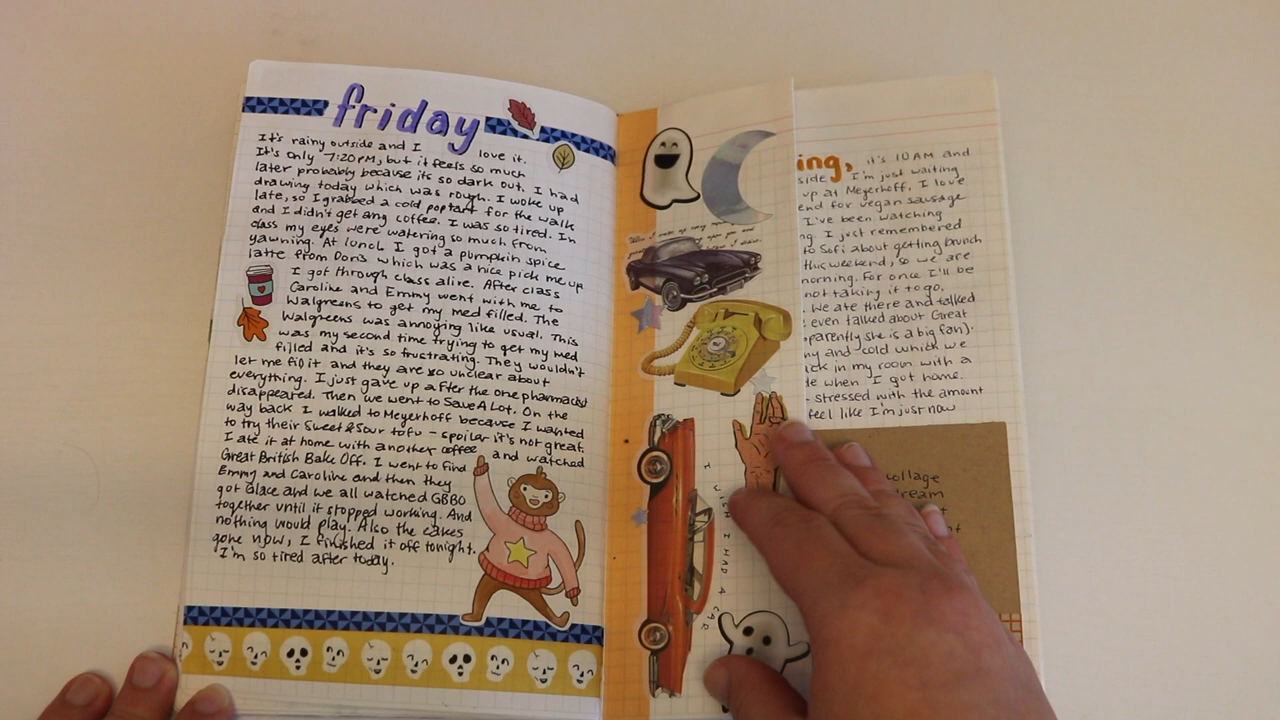 friday
It's rainy outside and I love it.
It's only 7:20PM, but it feels so much
later probably because its so dark out. I had
drawing today which was rough. I woke up
late, so I grabbed a cold poptart for the walk
and I didn't get any coffee. I was so tired. In
class my eyes were watering so much from
yawning. At lunch I got a pumpkin spice
latte from Dons which was a nice pick me up
I got through class alive. After class
Caroline and Emmy went with me to
Walgreens to get my med filled. The
Walgreens was annoying like usual. This
was my second time trying to get my med
filled and it's so frustrating. They wouldn't
let me fill it and they are so unclear about
everything. I just gave up after the one pharmacist
disappeared. Then we went to Save A Lot. On the
way back I walked to Meyerhoff because I wanted
to try their Sweet & Sour tofu - spoiler it's not great.
I ate it at home with another coffee and watched
Great British Bake Off. I went to find
Emmy and Caroline and then they
got Glace and we all watched GBBO
together until it stopped working. And
nothing would play. Also the cakes
gone now, I finished it off tonight.
I'm so tired after today.
I WISH I HAD A CAR
ing, it's 10 AM and
side I'm just waiting
up at Meyerhoff. I love
end for vegan sausage
I've been watching
ng. I just remembered
to Sofi about getting brunch
this weekend, so we are
morning. For once I'll be
not taking it to go.
. We ate there and talked
even talked about Great
parently she is a big fan).
ny and cold which we
ack in my room with a
de when I got home.
stressed with the amount
feel like I'm just now
collage
dream